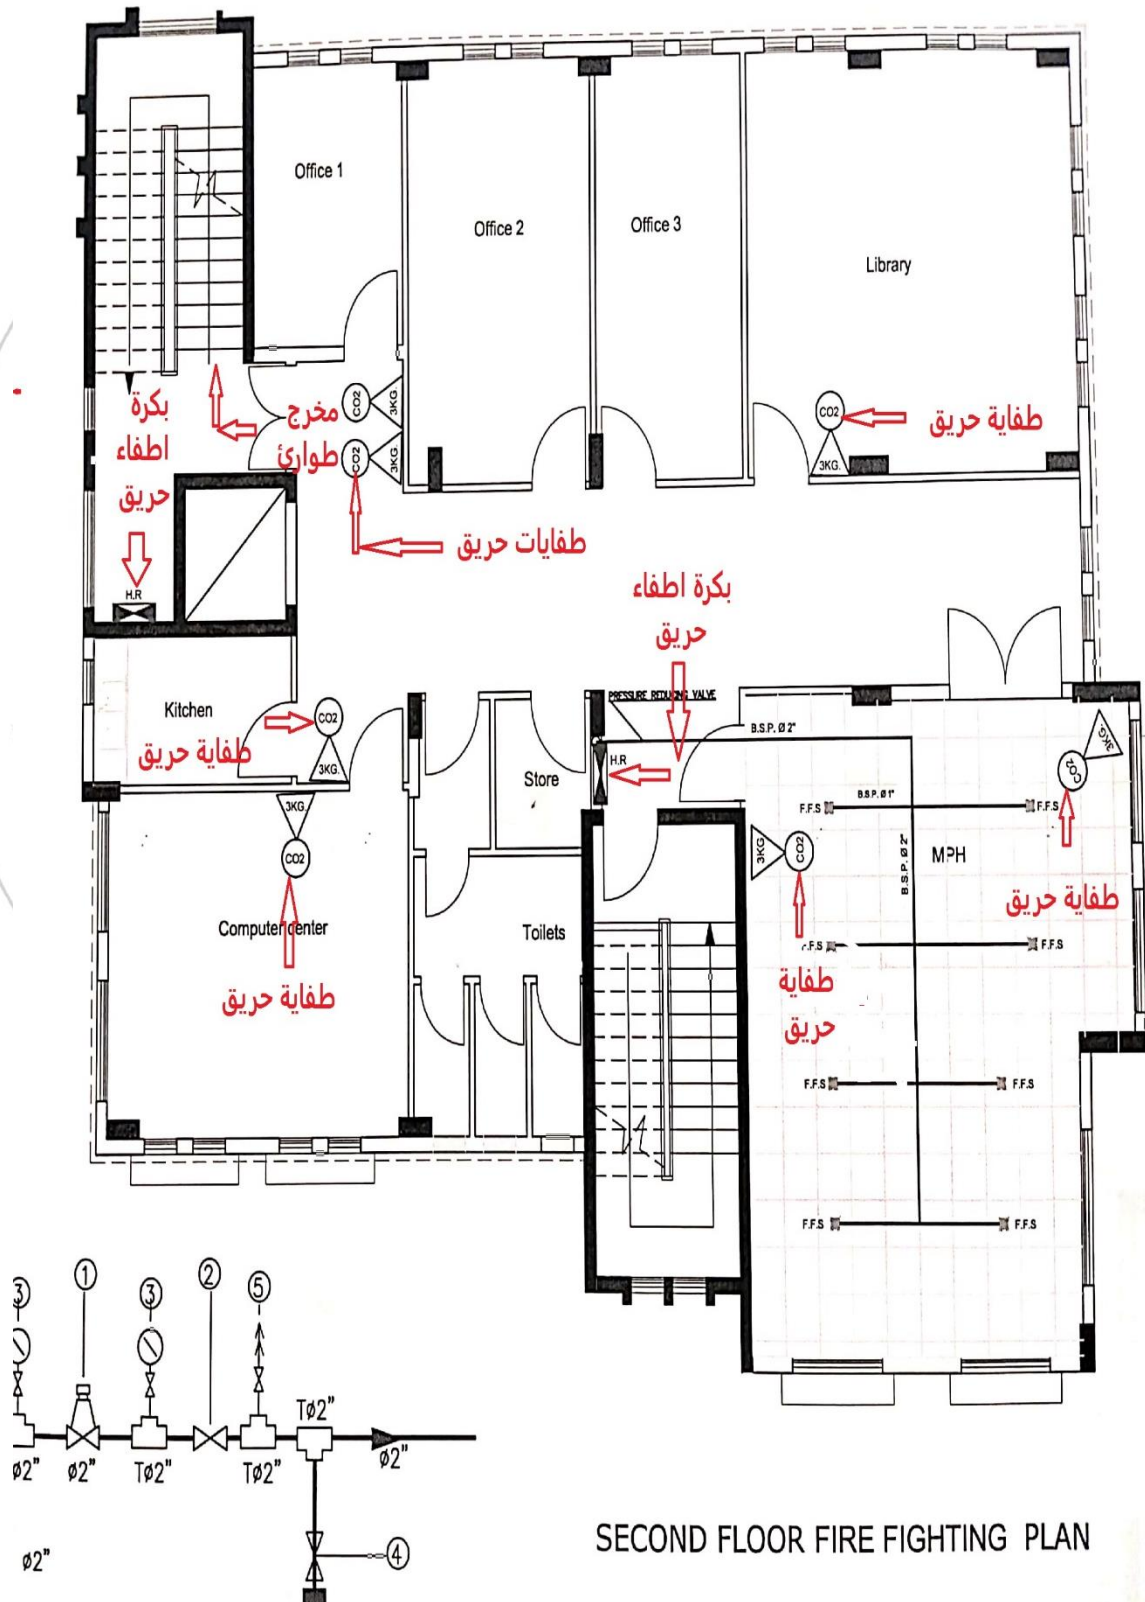 Office 1
Office 2
Office 3
Library
بكرة
اطفاء
حريق
مخرج
طوارئ
CO2
3KG.
CO2
3KG.
CO2
3KG.
طفاية حريق
طفايات حريق
H.R
بكرة اطفاء
حريق
PRESSURE REDUCING VALVE
B.S.P. Ø 2"
Kitchen
طفاية حريق
CO2
3KG.
Store
H.R
3KG.
CO2
3KG.
CO2
B.S.P. Ø 1"
F.F.S
F.F.S
B.S.P. Ø 2"
MPH
3KG
CO2
طفاية حريق
Computer center
طفاية حريق
Toilets
F.F.S
F.F.S
طفاية
حريق
F.F.S
F.F.S
F.F.S
F.F.S
3
1
3
2
5
TØ2"
Ø2"
Ø2"
TØ2"
TØ2"
Ø2"
4
Ø2"
SECOND FLOOR FIRE FIGHTING PLAN